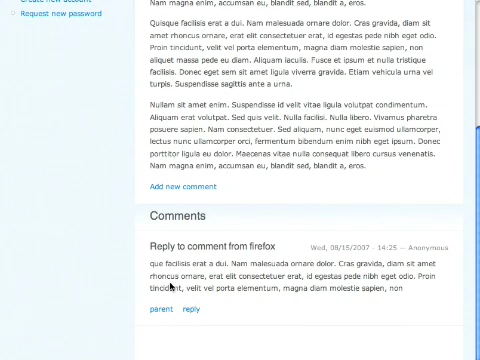 Create new account
Request new password
Nam magna enim, accumsan eu, blandit sed, blandit a, eros.
Quisque facilisis erat a dui. Nam malesuada ornare dolor. Cras gravida, diam sit
amet rhoncus ornare, erat elit consectetuer erat, id egestas pede nibh eget odio.
Proin tincidunt, velit vel porta elementum, magna diam molestie sapien, non
aliquet massa pede eu diam. Aliquam iaculis. Fusce et ipsum et nulla tristique
facilisis. Donec eget sem sit amet ligula viverra gravida. Etiam vehicula urna vel
turpis. Suspendisse sagittis ante a urna.
Nullam sit amet enim. Suspendisse id velit vitae ligula volutpat condimentum.
Aliquam erat volutpat. Sed quis velit. Nulla facilisi. Nulla libero. Vivamus pharetra
posuere sapien. Nam consectetuer. Sed aliquam, nunc eget euismod ullamcorper,
lectus nunc ullamcorper orci, fermentum bibendum enim nibh eget ipsum. Donec
porttitor ligula eu dolor. Maecenas vitae nulla consequat libero cursus venenatis.
Nam magna enim, accumsan eu, blandit sed, blandit a, eros.
Add new comment
Comments
Reply to comment from firefox
Wed, 08/15/2007 - 14:25 — Anonymous
que facilisis erat a dui. Nam malesuada ornare dolor. Cras gravida, diam sit amet
rhoncus ornare, erat elit consectetuer erat, id egestas pede nibh eget odio. Proin
tincidunt, velit vel porta elementum, magna diam molestie sapien, non
parent reply